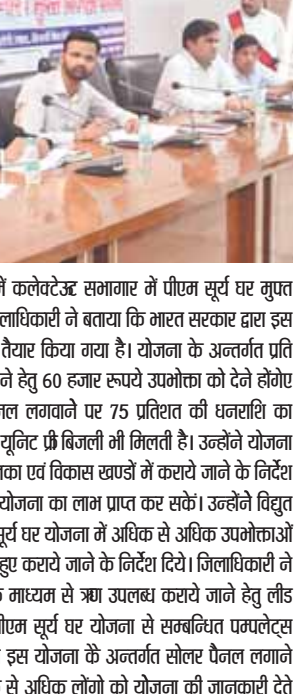 में कलेक्टेऊट सभागार में पीएम सूर्य घर मुफ्त
लाधिकारी ने बताया कि भारत सरकार द्वारा इस
तैयार किया गया है। योजना के अन्तर्गत प्रति
ने हेतु 60 हजार रूपये उपभोक्ता को देने होंगेए
नल लगवाने पर 75 प्रतिशत की धनराशि का
यूनिट फ्री बिजली भी मिलती है। उन्होंने योजना
लका एवं विकास खण्डों में कराये जाने के निर्देश
योजना का लाभ प्राप्त कर सकें। उन्होंने विद्युत
सूर्य घर योजना में अधिक से अधिक उपभोक्ताओं
हुए कराये जाने के निर्देश दिये। जिलाधिकारी ने
के माध्यम से ऋण उपलब्ध कराये जाने हेतु लीड
पीएम सूर्य घर योजना से सम्बन्धित पम्पलेट्स
इस योजना के अन्तर्गत सोलर पैनल लगाने
से अधिक लोंगो को योजना की जानकारी देते